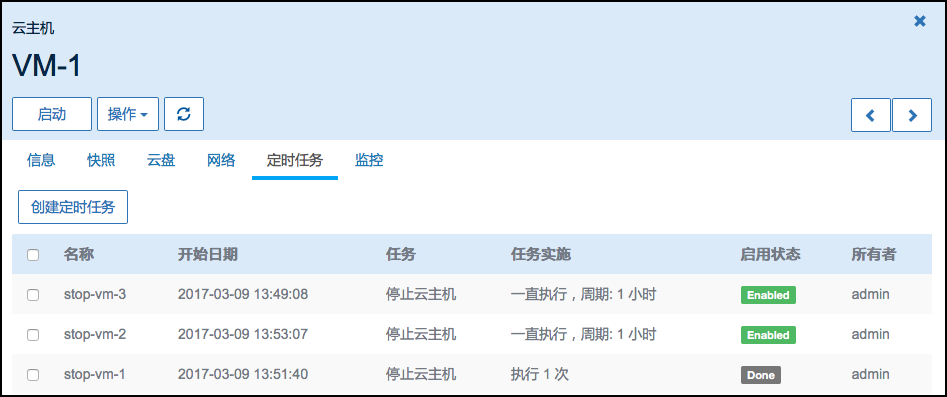 云主机
VM-1
启动 操作
信息 快照 云盘 网络 定时任务 监控
创建定时任务
名称 开始日期 任务 任务实施 启用状态 所有者
stop-vm-3 2017-03-09 13:49:08 停止云主机 一直执行，周期: 1 小时 Enabled admin
stop-vm-2 2017-03-09 13:53:07 停止云主机 一直执行，周期: 1 小时 Enabled admin
stop-vm-1 2017-03-09 13:51:40 停止云主机 执行 1 次 Done admin